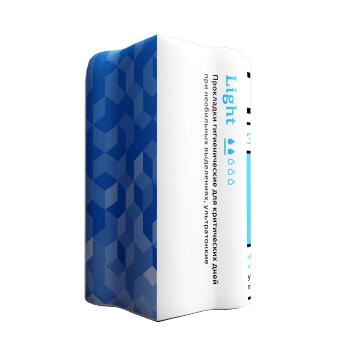 Light
Прокладки гигиенические для критических дней
при необильных выделениях, ультратонкие